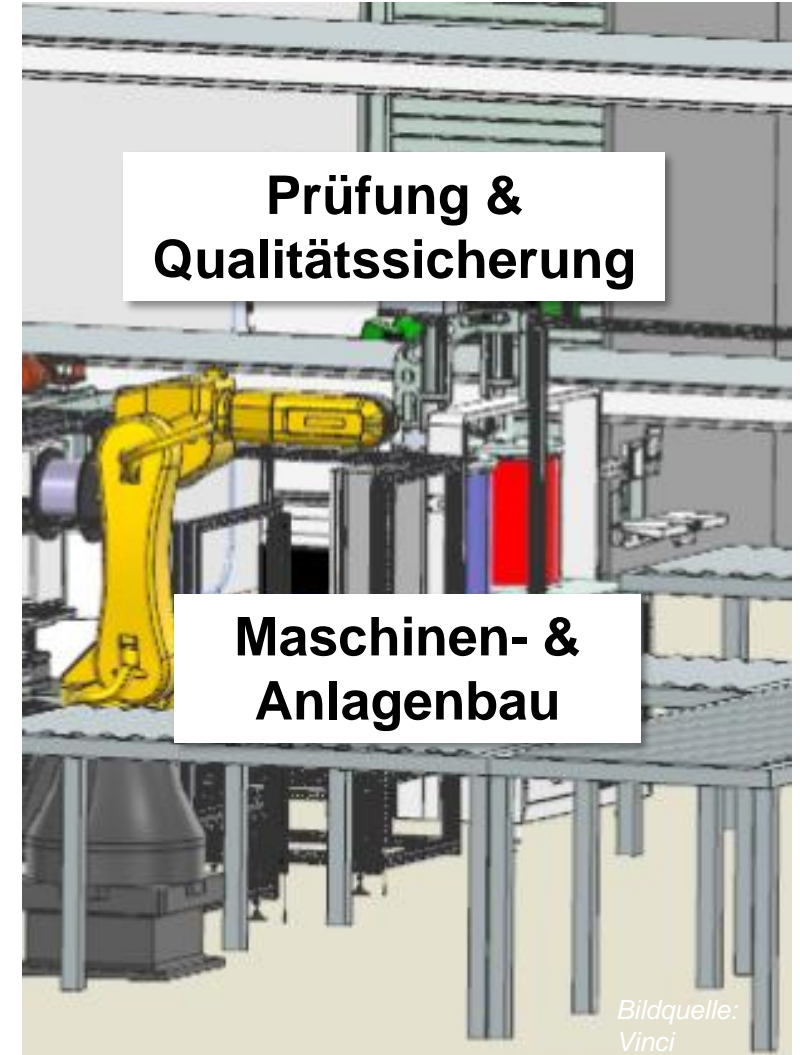 Prüfung &
Qualitätssicherung
Maschinen- &
Anlagenbau
Bildquelle:
Vinci